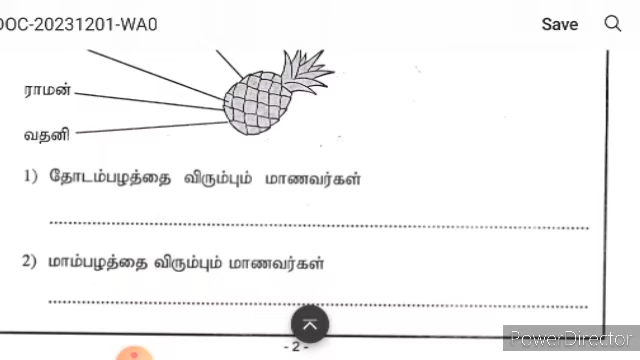 DOC-20231201-WA0
Save
ராமன்
வதனி
1) தோடம்பழத்தை விரும்பும் மாணவர்கள்
2) மாம்பழத்தை விரும்பும் மாணவர்கள்
-2-
PowerDirector